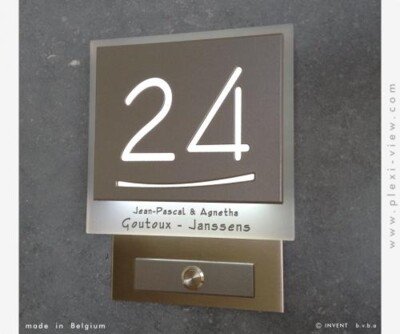 24
Jean-Pascal & Agnetha
Goutoux - Janssens
www.plexi-view.com
made in Belgium
© INVENT b.v.b.a